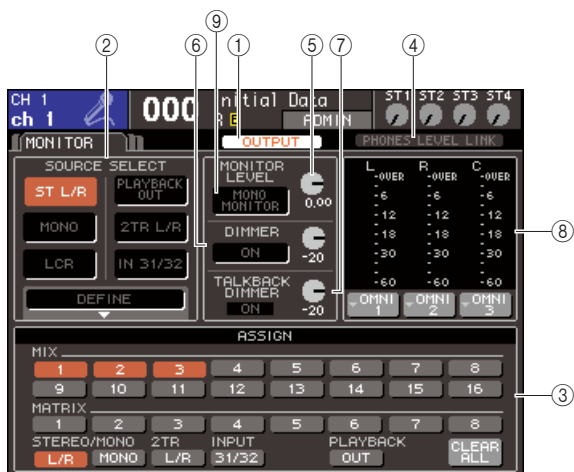 ⑨
② ⑥ ① ⑤ ⑦ ④
CH 1
ch 1
000
Initial Data
R E ADMIN
ST1 ST2 ST3 ST4
MONITOR
OUTPUT
PHONES LEVEL LINK
SOURCE SELECT
ST L/R PLAYBACK OUT
MONO 2TR L/R
LCR IN 31/32
DEFINE
MONITOR LEVEL
MONO MONITOR
0.00
DIMMER
ON
-20
TALKBACK DIMMER
ON
-20
L R C
-OVER -OVER -OVER
-6 -6 -6
-12 -12 -12
-18 -18 -18
-30 -30 -30
-60 -60 -60
OMNI 1 OMNI 2 OMNI 3
⑧
ASSIGN
MIX
1 2 3 4 5 6 7 8
9 10 11 12 13 14 15 16
③
MATRIX
1 2 3 4 5 6 7 8
STEREO/MONO 2TR INPUT PLAYBACK
L/R MONO L/R 31/32 OUT CLEAR ALL